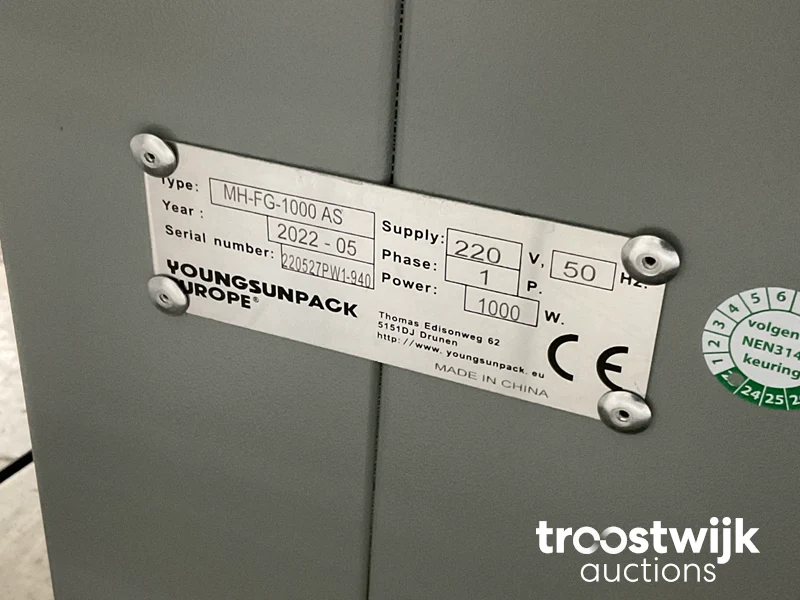 Type: MH-FG-1000 AS
Year: 2022-05
Serial number: 220527PW1-940
Supply: 220 V, 50 Hz.
Phase: 1 P.
Power: 1000 W.
YOUNGSUNPACK
EUROPE®
Thomas Edisonweg 62
5151DJ Drunen
http://www.youngsunpack.eu
MADE IN CHINA
CE
1 2 3 4 5 6
volgen
NEN314
keuring
24 25
troostwijk
auctions